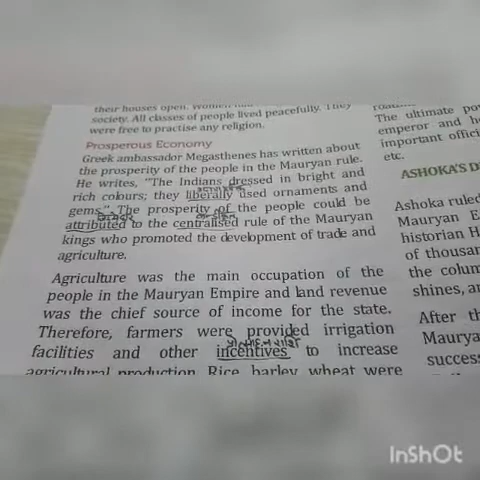 their houses open. Women
society. All classes of people lived peacefully. They
were free to practise any religion.
Prosperous Economy
Greek ambassador Megasthenes has written about
the prosperity of the people in the Mauryan rule.
He writes, "The Indians dressed in bright and
rich colours; they liberally used ornaments and
gems." The prosperity of the people could be
attributed to the centralised rule of the Mauryan
kings who promoted the development of trade and
agriculture.
Agriculture was the main occupation of the
people in the Mauryan Empire and land revenue
was the chief source of income for the state.
Therefore, farmers were provided irrigation
प्रोत्साहन राशि
facilities and other incentives to increase
agricultural production. Rice, barley, wheat were
The ultimate po
emperor and h
important offici
etc.
ASHOKA'S D
Ashoka ruled
Mauryan E
historian H
of thousan
the colum
shines, a
After th
Maurya
success
InShOt